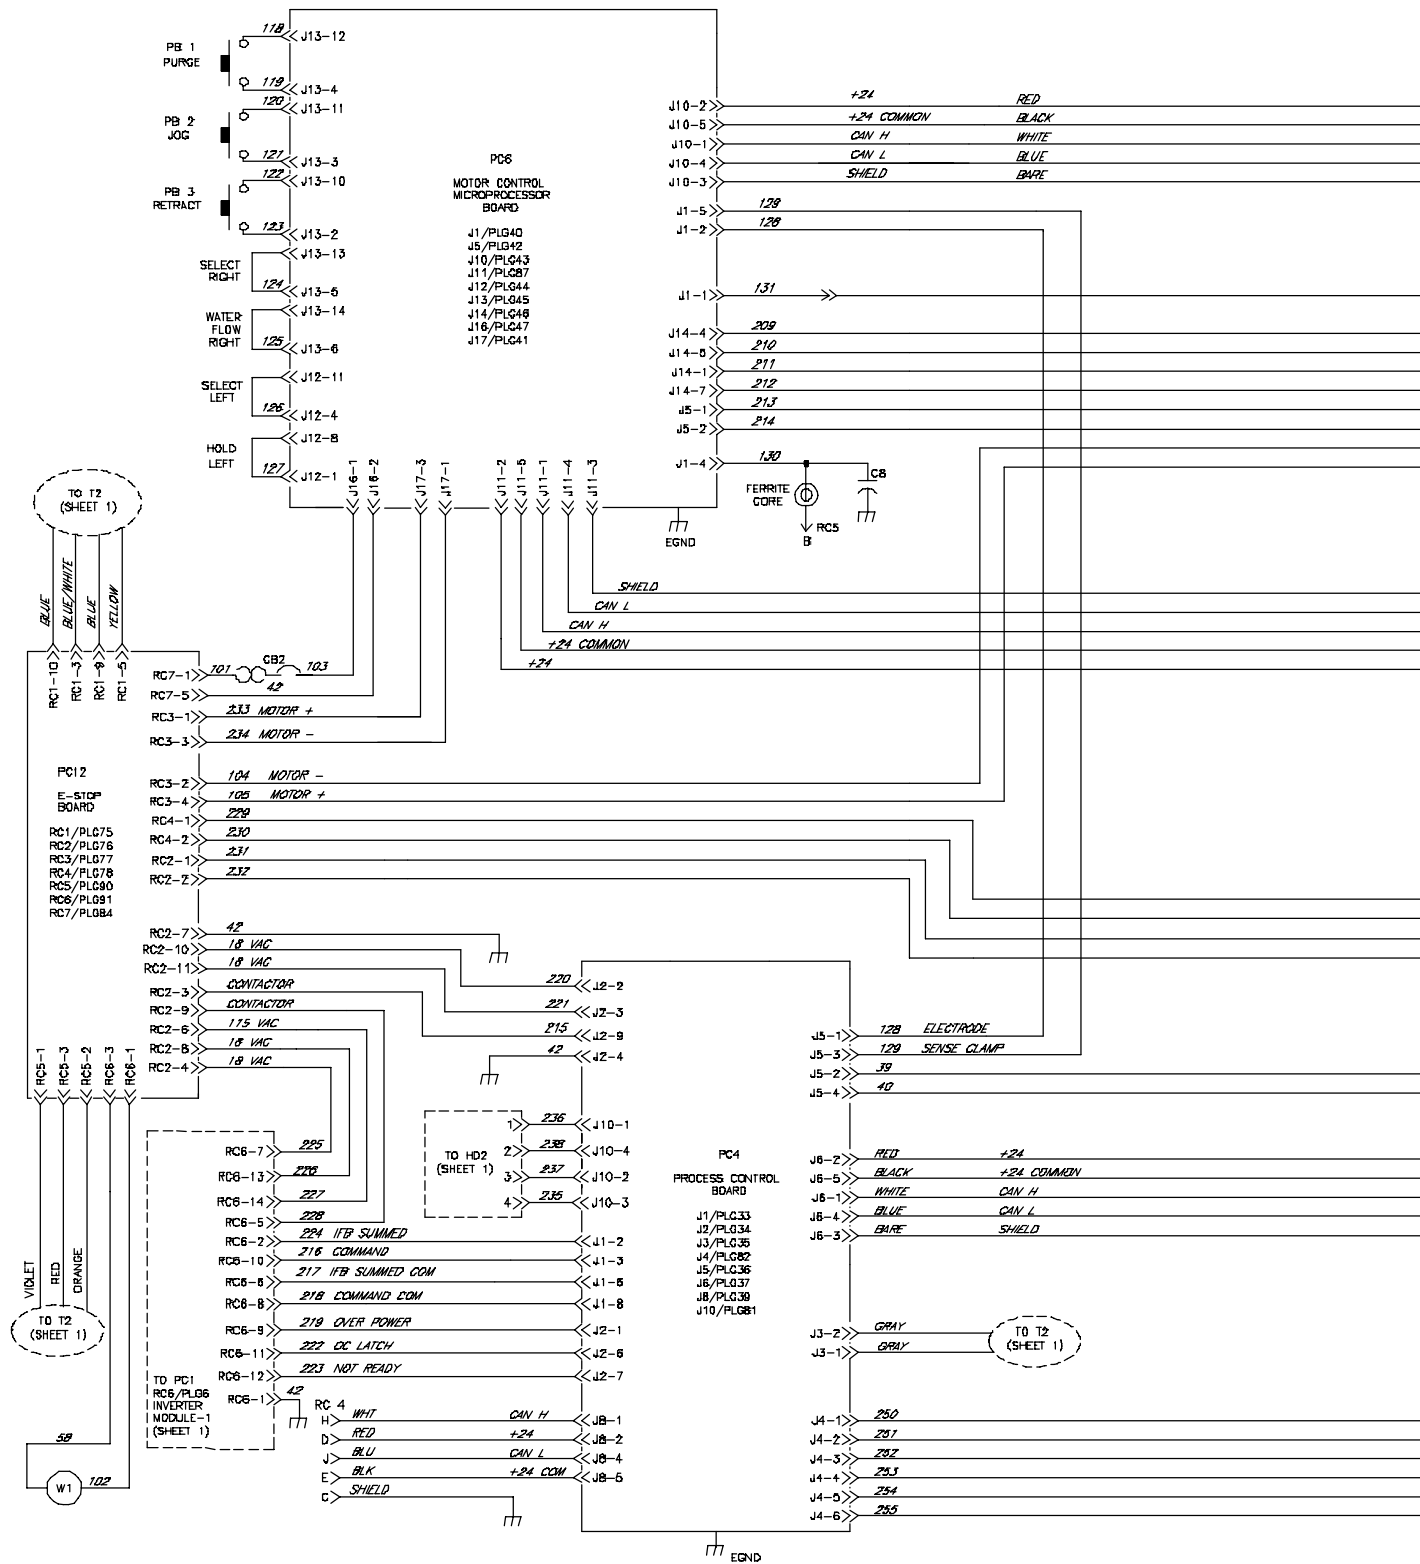 PB 1
PURGE
118
J13-12
119
J13-4
PB 2
JOG
120
J13-11
121
J13-3
PB 3
RETRACT
122
J13-10
123
J13-2
SELECT
RIGHT
J13-13
124
J13-5
WATER
FLOW
RIGHT
J13-14
125
J13-6
SELECT
LEFT
J12-11
126
J12-4
HOLD
LEFT
J12-8
127
J12-1
PC6
MOTOR CONTROL
MICROPROCESSOR
BOARD
J1/PLG40
J5/PLG42
J10/PLG43
J11/PLG87
J12/PLG44
J13/PLG45
J14/PLG46
J16/PLG47
J17/PLG41
J10-2 +24 RED
J10-5 +24 COMMON BLACK
J10-1 CAN H WHITE
J10-4 CAN L BLUE
J10-3 SHIELD BARE
J1-5 129
J1-2 128
J1-1 131
J14-4 209
J14-8 210
J14-1 211
J14-7 212
J5-1 213
J5-2 214
J1-4 130
FERRITE
CORE
C8
RC5
B
EGND
J16-1
J16-2
J17-3
J17-1
J11-2
J11-5
J11-1
J11-4
J11-3
SHIELD
CAN L
CAN H
+24 COMMON
+24
TO T2
(SHEET 1)
BLUE
BLUE/WHITE
BLUE
YELLOW
RC1-10
RC1-3
RC1-9
RC1-5
RC7-1 101 CB2 103
RC7-5 42
RC3-1 233 MOTOR +
RC3-3 234 MOTOR -
RC3-2 104 MOTOR -
RC3-4 105 MOTOR +
RC4-1 229
RC4-2 230
RC2-1 231
RC2-2 232
PC12
E-STOP
BOARD
RC1/PLG75
RC2/PLG76
RC3/PLG77
RC4/PLG78
RC5/PLG90
RC6/PLG91
RC7/PLG84
RC2-7 42
RC2-10 18 VAC
RC2-11 18 VAC
RC2-3 CONTACTOR
RC2-9 CONTACTOR
RC2-6 115 VAC
RC2-8 18 VAC
RC2-4 18 VAC
RC5-1
RC5-3
RC5-2
RC6-3
RC6-1
VIOLET
RED
ORANGE
TO T2
(SHEET 1)
58
W1
102
RC6-7 225
RC6-13 226
RC6-14 227
RC6-5 228
RC6-2 224 IFB SUMMED J1-2
RC6-10 216 COMMAND J1-3
RC6-6 217 IFB SUMMED COM J1-6
RC6-8 218 COMMAND COM J1-8
RC6-9 219 OVER POWER J2-1
RC6-11 222 OC LATCH J2-6
RC6-12 223 NOT READY J2-7
RC6-1 42
TO PC1
RC6/PLG6
INVERTER
MODULE-1
(SHEET 1)
220 J2-2
221 J2-3
215 J2-9
42 J2-4
TO HD2
(SHEET 1)
1 236 J10-1
2 238 J10-4
3 237 J10-2
4 235 J10-3
RC 4
H WHT CAN H J8-1
D RED +24 J8-2
J BLU CAN L J8-4
E BLK +24 COM J8-5
C SHIELD
PC4
PROCESS CONTROL
BOARD
J1/PLG33
J2/PLG34
J3/PLG35
J4/PLG82
J5/PLG36
J6/PLG37
J8/PLG39
J10/PLG81
J5-1 128 ELECTRODE
J5-3 129 SENSE CLAMP
J5-2 39
J5-4 40
J6-2 RED +24
J6-5 BLACK +24 COMMON
J6-1 WHITE CAN H
J6-4 BLUE CAN L
J6-3 BARE SHIELD
J3-2 GRAY
J3-1 GRAY
TO T2
(SHEET 1)
J4-1 250
J4-2 251
J4-3 252
J4-4 253
J4-5 254
J4-6 255
EGND